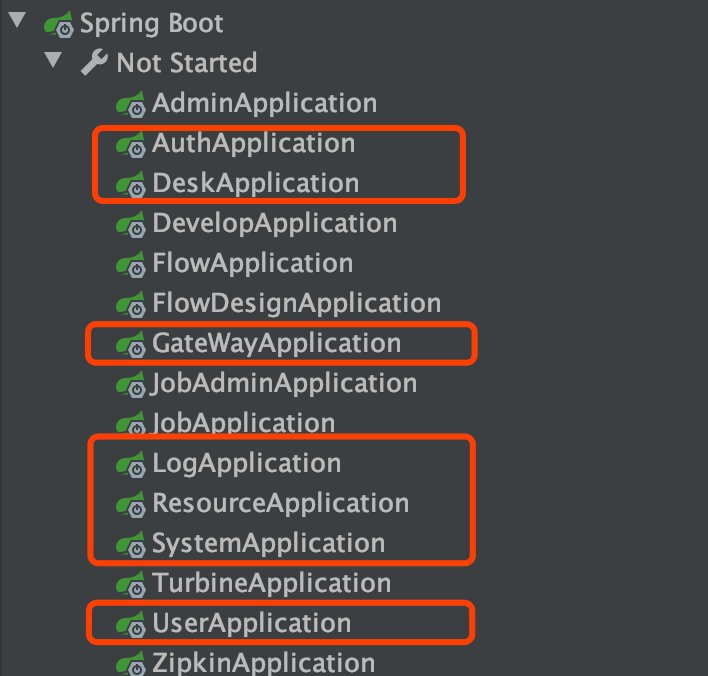 Spring Boot
Not Started
AdminApplication
AuthApplication
DeskApplication
DevelopApplication
FlowApplication
FlowDesignApplication
GateWayApplication
JobAdminApplication
JobApplication
LogApplication
ResourceApplication
SystemApplication
TurbineApplication
UserApplication
ZipkinApplication